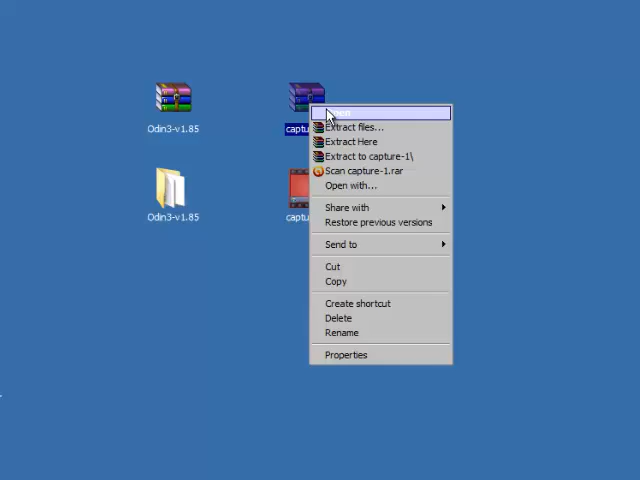 Odin3-v1.85
Odin3-v1.85
Extract files...
Extract Here
Extract to capture-1\
Scan capture-1.rar
Open with...
Share with
Restore previous versions
Send to
Cut
Copy
Create shortcut
Delete
Rename
Properties